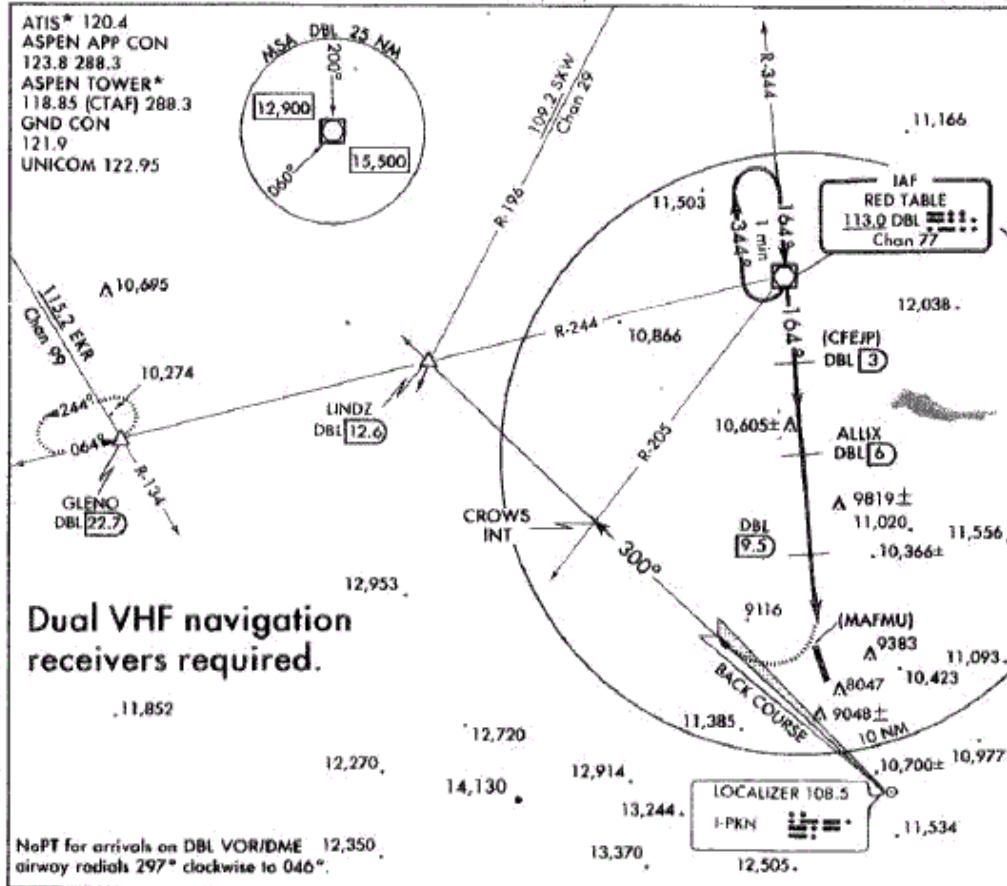 ATIS* 120.4
ASPEN APP CON
123.8 288.3
ASPEN TOWER*
118.85 (CTAF) 288.3
GND CON
121.9
UNICOM 122.95
MSA DBL 25 NM
200°
12,900
15,500
060°
109.2 SKW
Chan 29
R-196
R-344
11,166
11,503
1 min
164°
344°
IAF
RED TABLE
113.0 DBL
Chan 77
10,695
115.2 EKR
Chan 99
R-244
10,866
12,038
164°
(CFEJP)
DBL 3
10,274
244°
064°
LINDZ
DBL 12.6
R-205
10,605±
ALLIX
DBL 6
R-134
GLENO
DBL 22.7
CROWS
INT
9819±
11,020
DBL
9.5
11,556
10,366±
300°
12,953
9116
Dual VHF navigation
receivers required.
(MAFMU)
9383
11,093
10,423
8047
BACK COURSE
9048±
11,852
11,385
10 NM
12,720
10,977
12,270
12,914
10,700±
14,130
LOCALIZER 108.5
I-PKN
13,244
11,534
NoPT for arrivals on DBL VOR/DME
airway radials 297° clockwise to 046°.
12,350
13,370
12,505